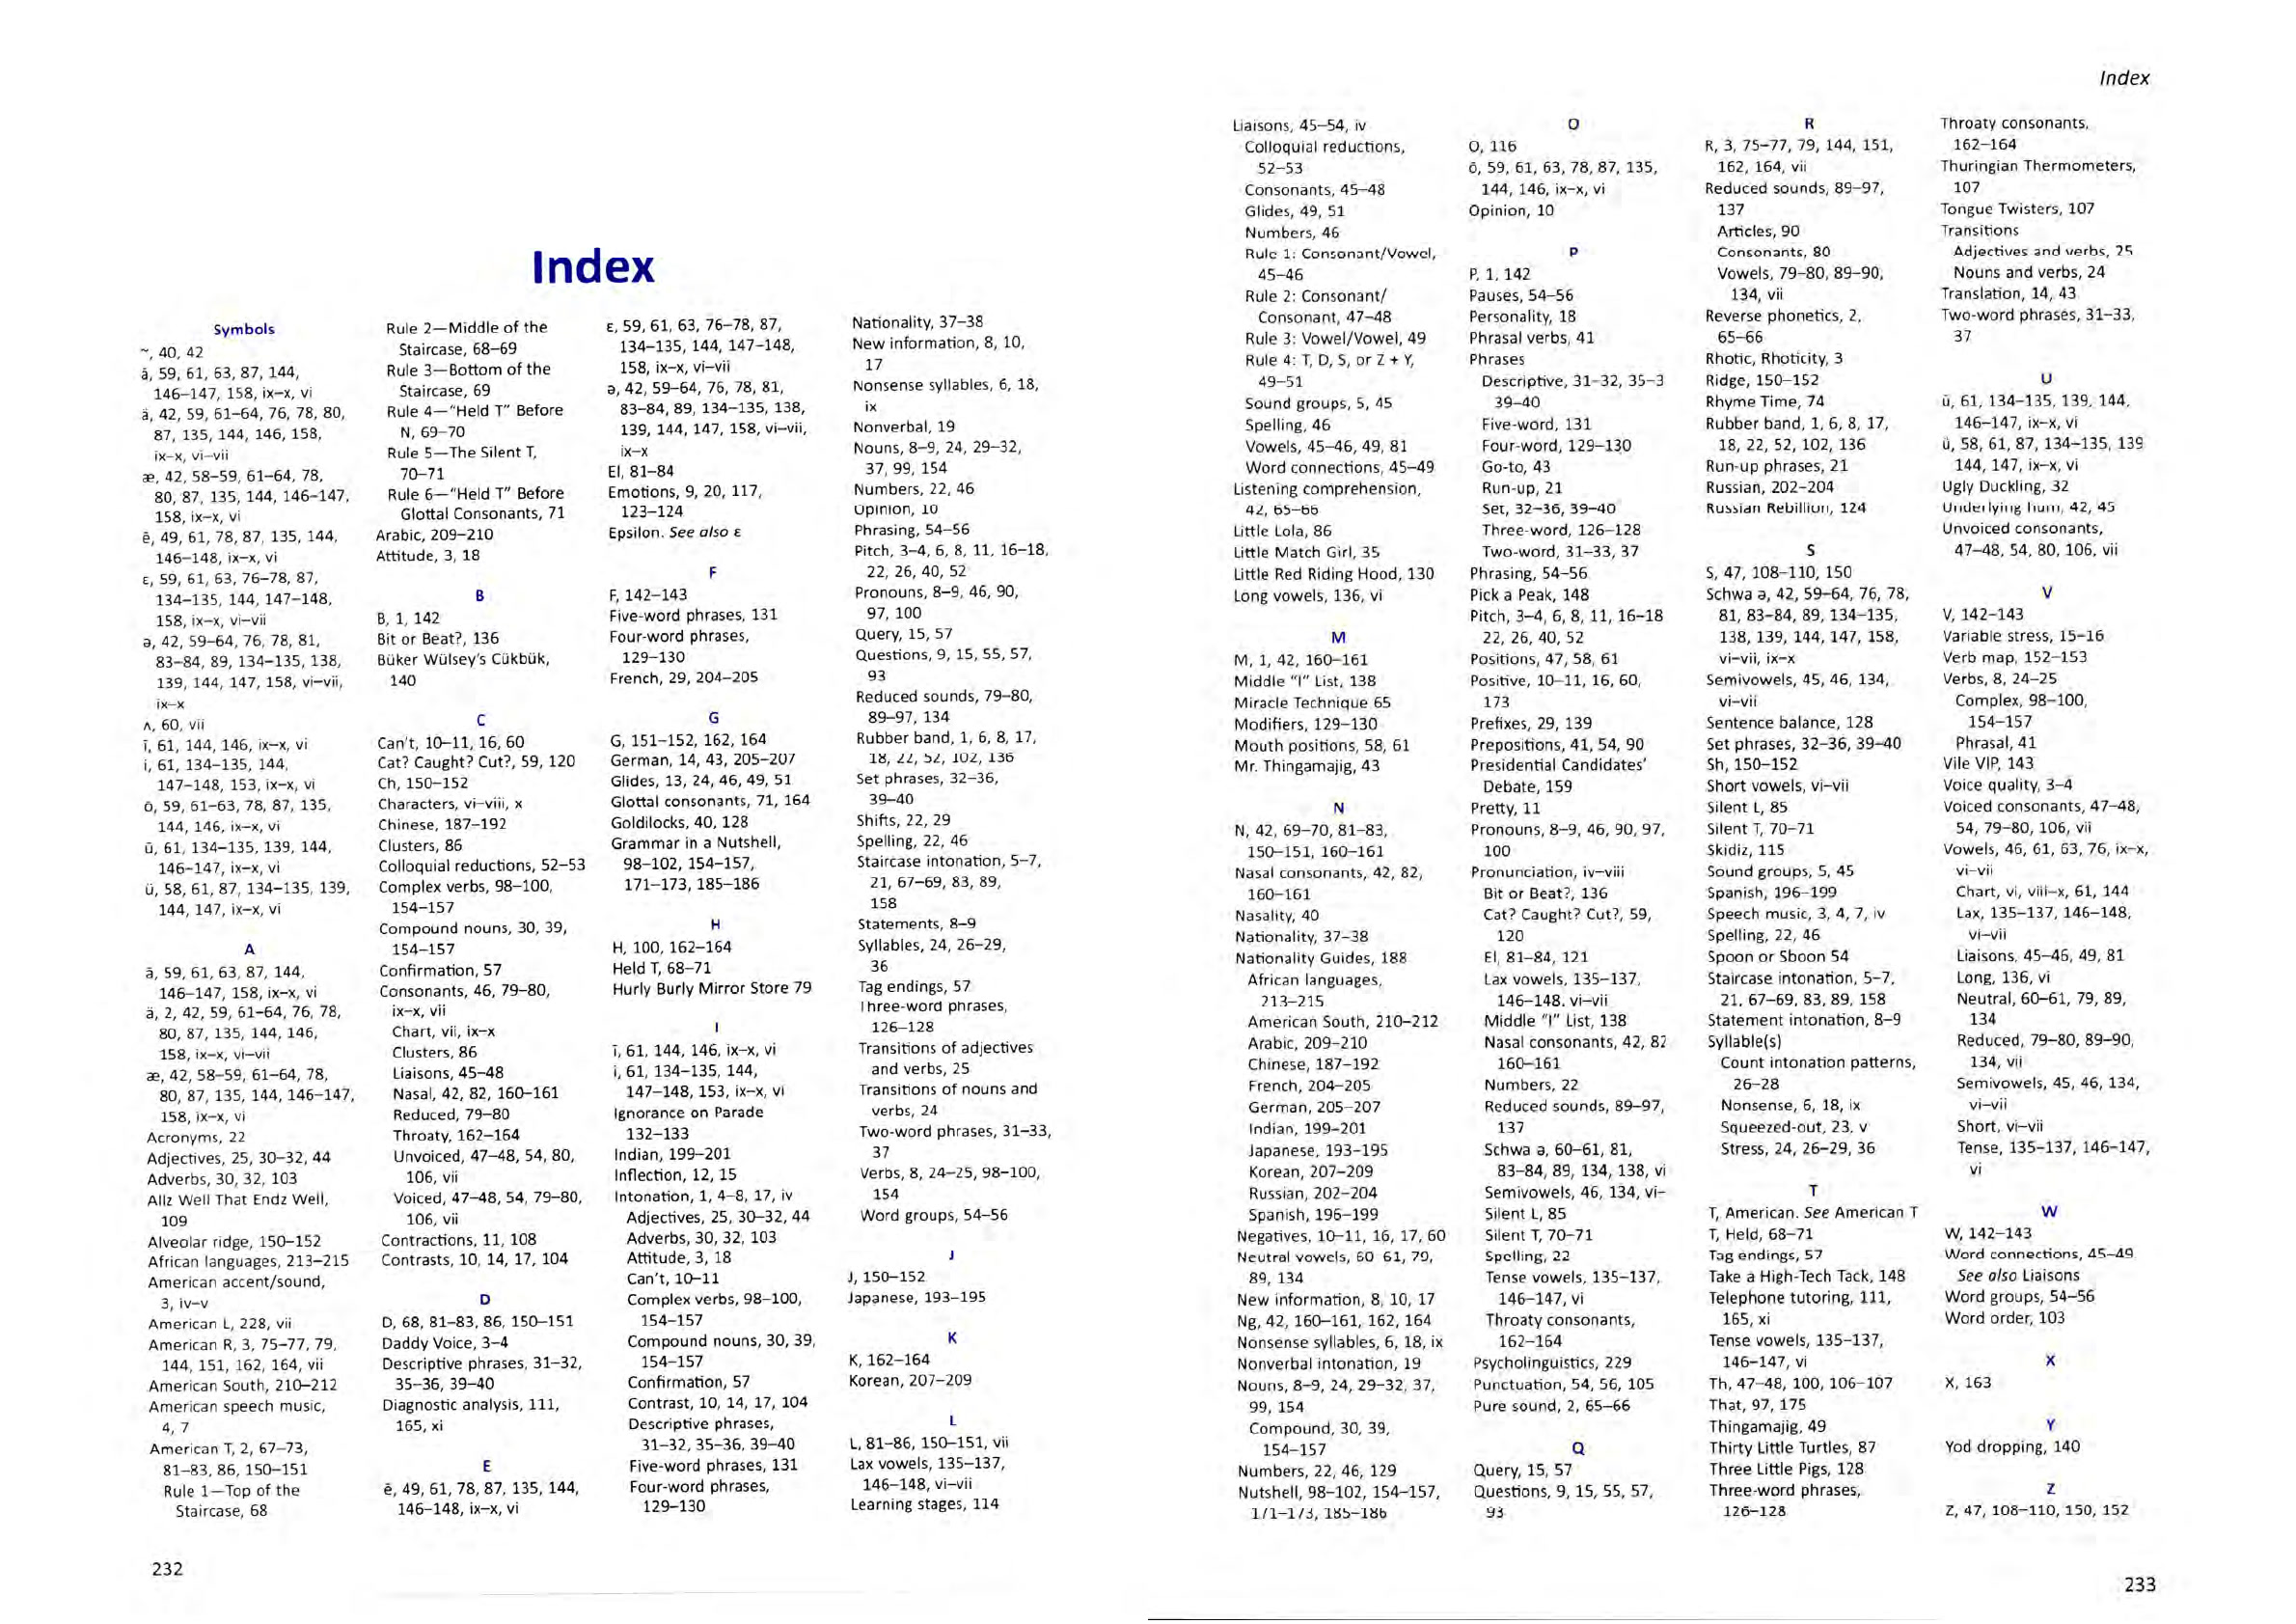 Index
Symbols
~, 40, 42
ā, 59, 61, 63, 87, 144,
146–147, 158, ix–x, vi
ä, 42, 59, 61–64, 76, 78, 80,
87, 135, 144, 146, 158,
ix–x, vi–vii
æ, 42, 58–59, 61–64, 78,
80, 87, 135, 144, 146–147,
158, ix–x, vi
ē, 49, 61, 78, 87, 135, 144,
146–148, ix–x, vi
ε, 59, 61, 63, 76–78, 87,
134–135, 144, 147–148,
158, ix–x, vi–vii
ə, 42, 59–64, 76, 78, 81,
83–84, 89, 134–135, 138,
139, 144, 147, 158, vi–vii,
ix–x
ʌ, 60, vii
ī, 61, 144, 146, ix–x, vi
i, 61, 134–135, 144,
147–148, 153, ix–x, vi
ō, 59, 61–63, 78, 87, 135,
144, 146, ix–x, vi
ū, 61, 134–135, 139, 144,
146–147, ix–x, vi
ü, 58, 61, 87, 134–135, 139,
144, 147, ix–x, vi
A
ā, 59, 61, 63, 87, 144,
146–147, 158, ix–x, vi
ä, 2, 42, 59, 61–64, 76, 78,
80, 87, 135, 144, 146,
158, ix–x, vi–vii
æ, 42, 58–59, 61–64, 78,
80, 87, 135, 144, 146–147,
158, ix–x, vi
Acronyms, 22
Adjectives, 25, 30–32, 44
Adverbs, 30, 32, 103
Allz Well That Endz Well,
109
Alveolar ridge, 150–152
African languages, 213–215
American accent/sound,
3, iv–v
American L, 228, vii
American R, 3, 75–77, 79,
144, 151, 162, 164, vii
American South, 210–212
American speech music,
4, 7
American T, 2, 67–73,
81–83, 86, 150–151
Rule 1—Top of the
Staircase, 68
Rule 2—Middle of the
Staircase, 68–69
Rule 3—Bottom of the
Staircase, 69
Rule 4—"Held T" Before
N, 69–70
Rule 5—The Silent T,
70–71
Rule 6—"Held T" Before
Glottal Consonants, 71
Arabic, 209–210
Attitude, 3, 18
B
B, 1, 142
Bit or Beat?, 136
Büker Wülsey's Cükbük,
140
C
Can't, 10–11, 16, 60
Cat? Caught? Cut?, 59, 120
Ch, 150–152
Characters, vi–viii, x
Chinese, 187–192
Clusters, 86
Colloquial reductions, 52–53
Complex verbs, 98–100,
154–157
Compound nouns, 30, 39,
154–157
Confirmation, 57
Consonants, 46, 79–80,
ix–x, vii
Chart, vii, ix–x
Clusters, 86
Liaisons, 45–48
Nasal, 42, 82, 160–161
Reduced, 79–80
Throaty, 162–164
Unvoiced, 47–48, 54, 80,
106, vii
Voiced, 47–48, 54, 79–80,
106, vii
Contractions, 11, 108
Contrasts, 10, 14, 17, 104
D
D, 68, 81–83, 86, 150–151
Daddy Voice, 3–4
Descriptive phrases, 31–32,
35–36, 39–40
Diagnostic analysis, 111,
165, xi
E
ē, 49, 61, 78, 87, 135, 144,
146–148, ix–x, vi
ε, 59, 61, 63, 76–78, 87,
134–135, 144, 147–148,
158, ix–x, vi–vii
ə, 42, 59–64, 76, 78, 81,
83–84, 89, 134–135, 138,
139, 144, 147, 158, vi–vii,
ix–x
El, 81–84
Emotions, 9, 20, 117,
123–124
Epsilon. See also ε
F
F, 142–143
Five-word phrases, 131
Four-word phrases,
129–130
French, 29, 204–205
G
G, 151–152, 162, 164
German, 14, 43, 205–207
Glides, 13, 24, 46, 49, 51
Glottal consonants, 71, 164
Goldilocks, 40, 128
Grammar in a Nutshell,
98–102, 154–157,
171–173, 185–186
H
H, 100, 162–164
Held T, 68–71
Hurly Burly Mirror Store 79
I
ī, 61, 144, 146, ix–x, vi
i, 61, 134–135, 144,
147–148, 153, ix–x, vi
Ignorance on Parade
132–133
Indian, 199–201
Inflection, 12, 15
Intonation, 1, 4–8, 17, iv
Adjectives, 25, 30–32, 44
Adverbs, 30, 32, 103
Attitude, 3, 18
Can't, 10–11
Complex verbs, 98–100,
154–157
Compound nouns, 30, 39,
154–157
Confirmation, 57
Contrast, 10, 14, 17, 104
Descriptive phrases,
31–32, 35–36, 39–40
Five-word phrases, 131
Four-word phrases,
129–130
Nationality, 37–38
New information, 8, 10,
17
Nonsense syllables, 6, 18,
ix
Nonverbal, 19
Nouns, 8–9, 24, 29–32,
37, 99, 154
Numbers, 22, 46
Opinion, 10
Phrasing, 54–56
Pitch, 3–4, 6, 8, 11, 16–18,
22, 26, 40, 52
Pronouns, 8–9, 46, 90,
97, 100
Query, 15, 57
Questions, 9, 15, 55, 57,
93
Reduced sounds, 79–80,
89–97, 134
Rubber band, 1, 6, 8, 17,
18, 22, 52, 102, 136
Set phrases, 32–36,
39–40
Shifts, 22, 29
Spelling, 22, 46
Staircase intonation, 5–7,
21, 67–69, 83, 89,
158
Statements, 8–9
Syllables, 24, 26–29,
36
Tag endings, 57
Three-word phrases,
126–128
Transitions of adjectives
and verbs, 25
Transitions of nouns and
verbs, 24
Two-word phrases, 31–33,
37
Verbs, 8, 24–25, 98–100,
154
Word groups, 54–56
J
J, 150–152
Japanese, 193–195
K
K, 162–164
Korean, 207–209
L
L, 81–86, 150–151, vii
Lax vowels, 135–137,
146–148, vi–vii
Learning stages, 114
232
Index
Liaisons, 45–54, iv
Colloquial reductions,
52–53
Consonants, 45–48
Glides, 49, 51
Numbers, 46
Rule 1: Consonant/Vowel,
45–46
Rule 2: Consonant/
Consonant, 47–48
Rule 3: Vowel/Vowel, 49
Rule 4: T, D, S, or Z + Y,
49–51
Sound groups, 5, 45
Spelling, 46
Vowels, 45–46, 49, 81
Word connections, 45–49
Listening comprehension,
42, 65–66
Little Lola, 86
Little Match Girl, 35
Little Red Riding Hood, 130
Long vowels, 136, vi
M
M, 1, 42, 160–161
Middle "I" List, 138
Miracle Technique 65
Modifiers, 129–130
Mouth positions, 58, 61
Mr. Thingamajig, 43
N
N, 42, 69–70, 81–83,
150–151, 160–161
Nasal consonants, 42, 82,
160–161
Nasality, 40
Nationality, 37–38
Nationality Guides, 188
African languages,
213–215
American South, 210–212
Arabic, 209–210
Chinese, 187–192
French, 204–205
German, 205–207
Indian, 199–201
Japanese, 193–195
Korean, 207–209
Russian, 202–204
Spanish, 196–199
Negatives, 10–11, 16, 17, 60
Neutral vowels, 60–61, 79,
89, 134
New information, 8, 10, 17
Ng, 42, 160–161, 162, 164
Nonsense syllables, 6, 18, ix
Nonverbal intonation, 19
Nouns, 8–9, 24, 29–32, 37,
99, 154
Compound, 30, 39,
154–157
Numbers, 22, 46, 129
Nutshell, 98–102, 154–157,
171–173, 185–186
O
O, 116
ō, 59, 61, 63, 78, 87, 135,
144, 146, ix–x, vi
Opinion, 10
P
P, 1, 142
Pauses, 54–56
Personality, 18
Phrasal verbs, 41
Phrases
Descriptive, 31–32, 35–3
39–40
Five-word, 131
Four-word, 129–130
Go-to, 43
Run-up, 21
Set, 32–36, 39–40
Three-word, 126–128
Two-word, 31–33, 37
Phrasing, 54–56
Pick a Peak, 148
Pitch, 3–4, 6, 8, 11, 16–18
22, 26, 40, 52
Positions, 47, 58, 61
Positive, 10–11, 16, 60,
173
Prefixes, 29, 139
Prepositions, 41, 54, 90
Presidential Candidates'
Debate, 159
Pretty, 11
Pronouns, 8–9, 46, 90, 97,
100
Pronunciation, iv–viii
Bit or Beat?, 136
Cat? Caught? Cut?, 59,
120
El, 81–84, 121
Lax vowels, 135–137,
146–148, vi–vii
Middle "I" List, 138
Nasal consonants, 42, 82
160–161
Numbers, 22
Reduced sounds, 89–97,
137
Schwa ə, 60–61, 81,
83–84, 89, 134, 138, vi
Semivowels, 46, 134, vi–
Silent L, 85
Silent T, 70–71
Spelling, 22
Tense vowels, 135–137,
146–147, vi
Throaty consonants,
162–164
Psycholinguistics, 229
Punctuation, 54, 56, 105
Pure sound, 2, 65–66
Q
Query, 15, 57
Questions, 9, 15, 55, 57,
93
R
R, 3, 75–77, 79, 144, 151,
162, 164, vii
Reduced sounds, 89–97,
137
Articles, 90
Consonants, 80
Vowels, 79–80, 89–90,
134, vii
Reverse phonetics, 2,
65–66
Rhotic, Rhoticity, 3
Ridge, 150–152
Rhyme Time, 74
Rubber band, 1, 6, 8, 17,
18, 22, 52, 102, 136
Run-up phrases, 21
Russian, 202–204
Russian Rebillion, 124
S
S, 47, 108–110, 150
Schwa ə, 42, 59–64, 76, 78,
81, 83–84, 89, 134–135,
138, 139, 144, 147, 158,
vi–vii, ix–x
Semivowels, 45, 46, 134,
vi–vii
Sentence balance, 128
Set phrases, 32–36, 39–40
Sh, 150–152
Short vowels, vi–vii
Silent L, 85
Silent T, 70–71
Skidiz, 115
Sound groups, 5, 45
Spanish, 196–199
Speech music, 3, 4, 7, iv
Spelling, 22, 46
Spoon or Sboon 54
Staircase intonation, 5–7,
21, 67–69, 83, 89, 158
Statement intonation, 8–9
Syllable(s)
Count intonation patterns,
26–28
Nonsense, 6, 18, ix
Squeezed-out, 23, v
Stress, 24, 26–29, 36
T
T, American. See American T
T, Held, 68–71
Tag endings, 57
Take a High-Tech Tack, 148
Telephone tutoring, 111,
165, xi
Tense vowels, 135–137,
146–147, vi
Th, 47–48, 100, 106–107
That, 97, 175
Thingamajig, 49
Thirty Little Turtles, 87
Three Little Pigs, 128
Three-word phrases,
126–128
Throaty consonants,
162–164
Thuringian Thermometers,
107
Tongue Twisters, 107
Transitions
Adjectives and verbs, 25
Nouns and verbs, 24
Translation, 14, 43
Two-word phrases, 31–33,
37
U
ū, 61, 134–135, 139, 144,
146–147, ix–x, vi
ü, 58, 61, 87, 134–135, 139
144, 147, ix–x, vi
Ugly Duckling, 32
Underlying hum, 42, 45
Unvoiced consonants,
47–48, 54, 80, 106, vii
V
V, 142–143
Variable stress, 15–16
Verb map, 152–153
Verbs, 8, 24–25
Complex, 98–100,
154–157
Phrasal, 41
Vile VIP, 143
Voice quality, 3–4
Voiced consonants, 47–48,
54, 79–80, 106, vii
Vowels, 46, 61, 63, 76, ix–x,
vi–vii
Chart, vi, viii–x, 61, 144
Lax, 135–137, 146–148,
vi–vii
Liaisons, 45–46, 49, 81
Long, 136, vi
Neutral, 60–61, 79, 89,
134
Reduced, 79–80, 89–90,
134, vii
Semivowels, 45, 46, 134,
vi–vii
Short, vi–vii
Tense, 135–137, 146–147,
vi
W
W, 142–143
Word connections, 45–49
See also Liaisons
Word groups, 54–56
Word order, 103
X
X, 163
Y
Yod dropping, 140
Z
Z, 47, 108–110, 150, 152
233